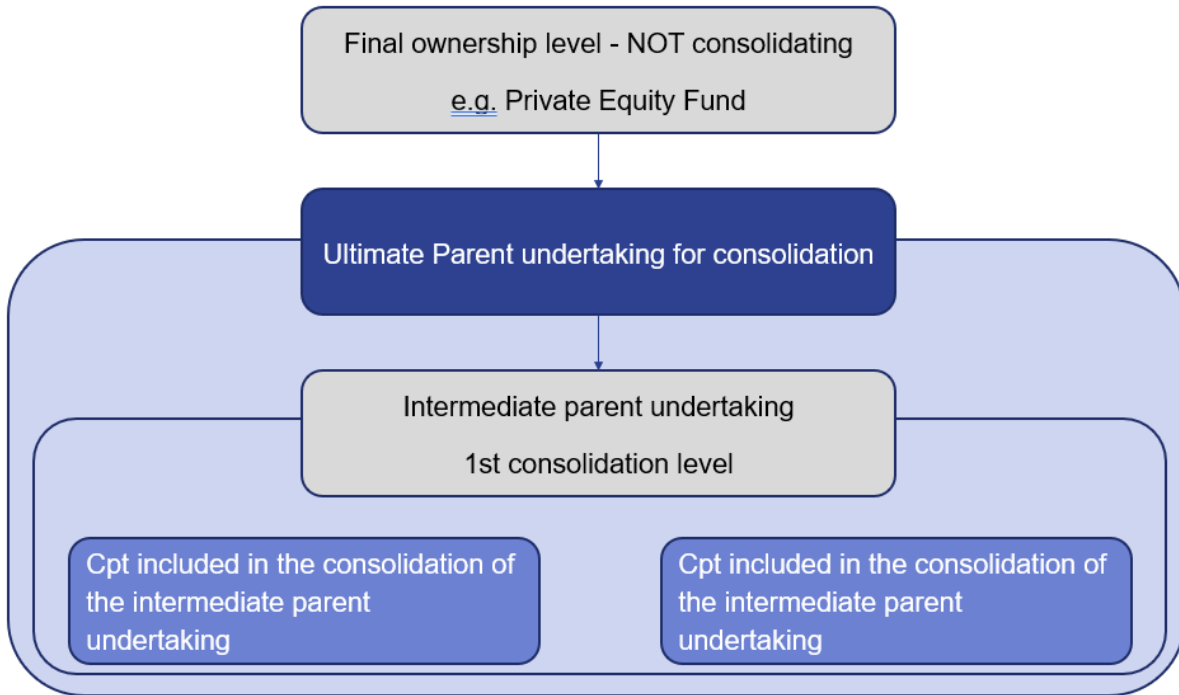 Final ownership level - NOT consolidating
e.g. Private Equity Fund
Ultimate Parent undertaking for consolidation
Intermediate parent undertaking
1st consolidation level
Cpt included in the consolidation of
the intermediate parent
undertaking
Cpt included in the consolidation of
the intermediate parent
undertaking